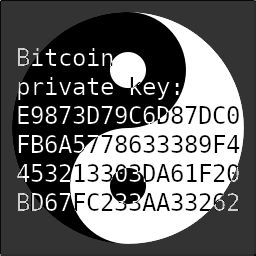 Bitcoin
private key:
E9873D79C6D87DC0
FB6A5778633389F4
453213303DA61F20
BD67FC233AA33262